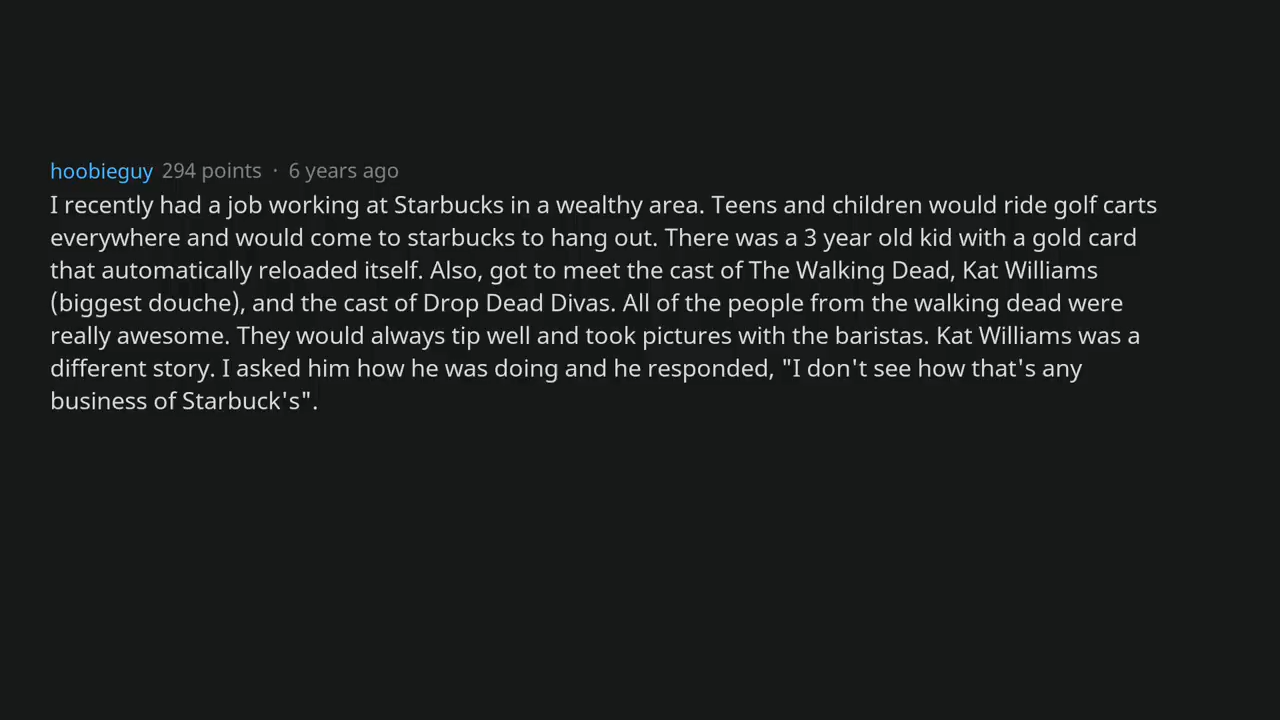 hoobieguy 294 points · 6 years ago
I recently had a job working at Starbucks in a wealthy area. Teens and children would ride golf carts
everywhere and would come to starbucks to hang out. There was a 3 year old kid with a gold card
that automatically reloaded itself. Also, got to meet the cast of The Walking Dead, Kat Williams
(biggest douche), and the cast of Drop Dead Divas. All of the people from the walking dead were
really awesome. They would always tip well and took pictures with the baristas. Kat Williams was a
different story. I asked him how he was doing and he responded, "I don't see how that's any
business of Starbuck's".